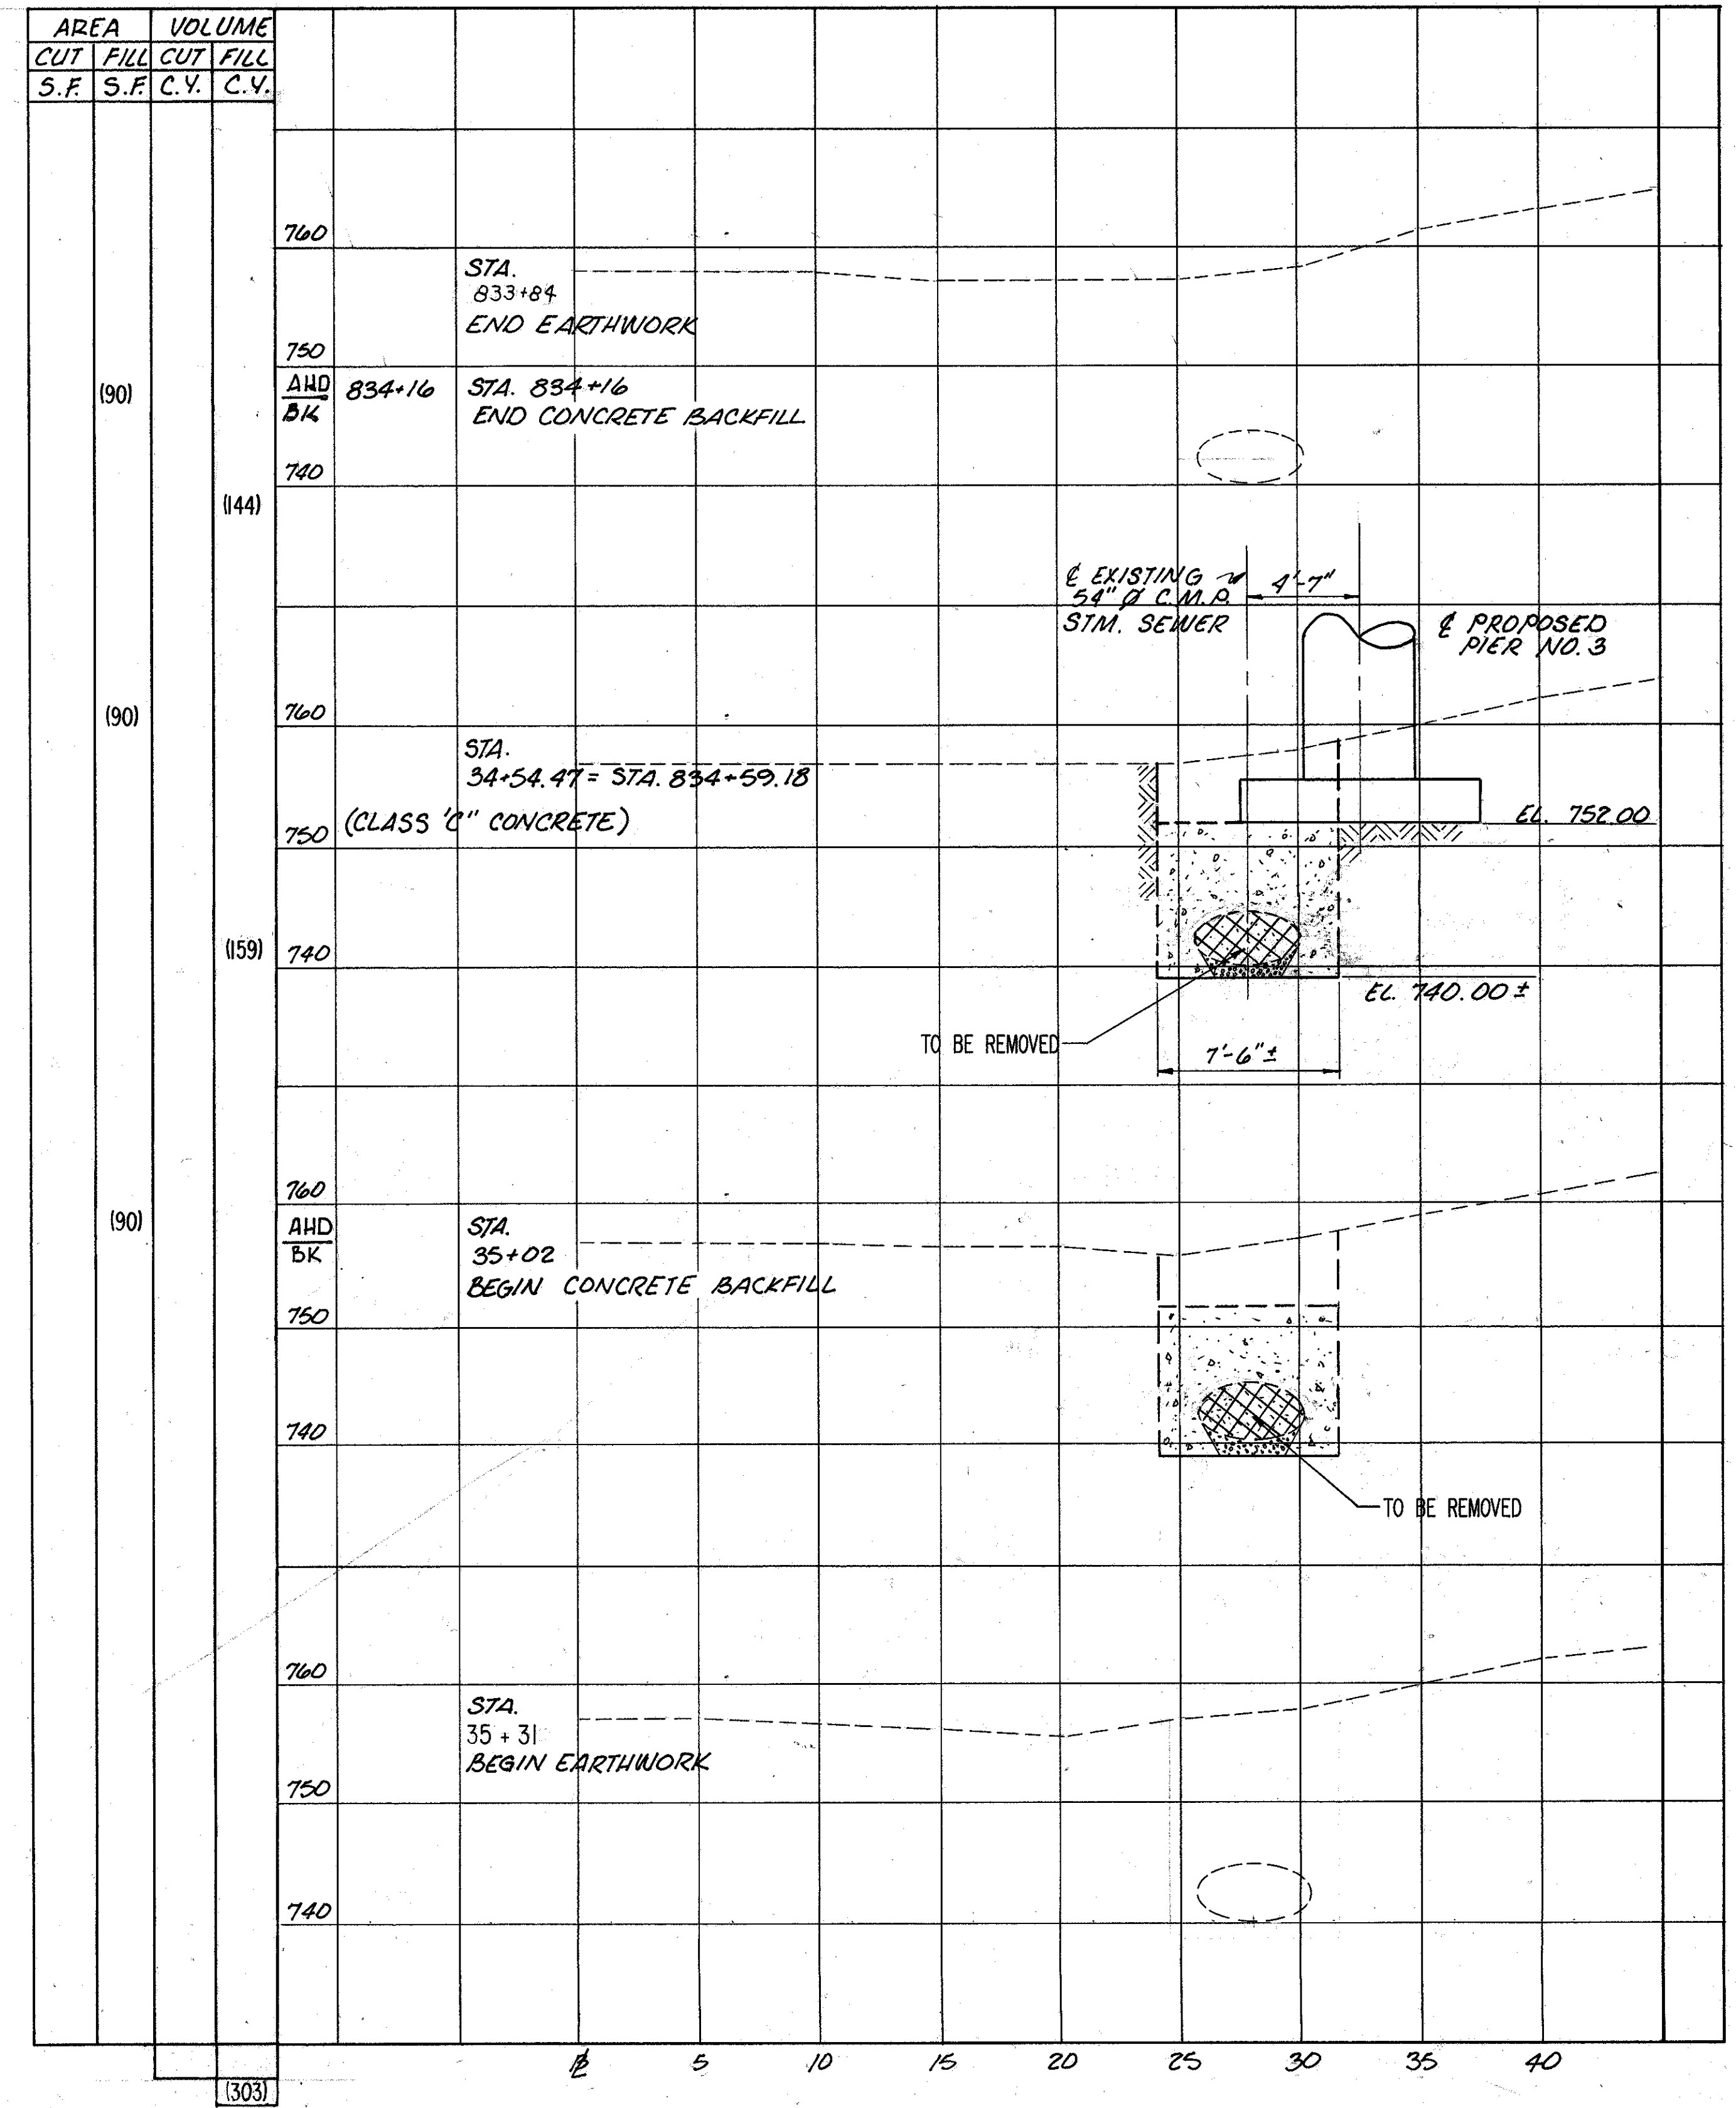 AREA VOLUME
CUT FILL CUT FILL
S.F. S.F. C.Y. C.Y.
760
STA.
833+84
END EARTHWORK
750
(90)
AHD 834+16 STA. 834+16
BK END CONCRETE BACKFILL
740
(144)
℄ EXISTING
54" Ø C.M.P.
STM. SEWER
4'-7"
℄ PROPOSED
PIER NO. 3
(90)
760
STA.
34+54.47 = STA. 834+59.18
(CLASS 'C" CONCRETE)
750
EL. 752.00
(159)
740
EL. 740.00 ±
TO BE REMOVED
7'-6" ±
760
(90)
AHD STA.
BK 35+02
BEGIN CONCRETE BACKFILL
750
740
TO BE REMOVED
760
STA.
35 + 31
BEGIN EARTHWORK
750
740
5 10 15 20 25 30 35 40
(303)